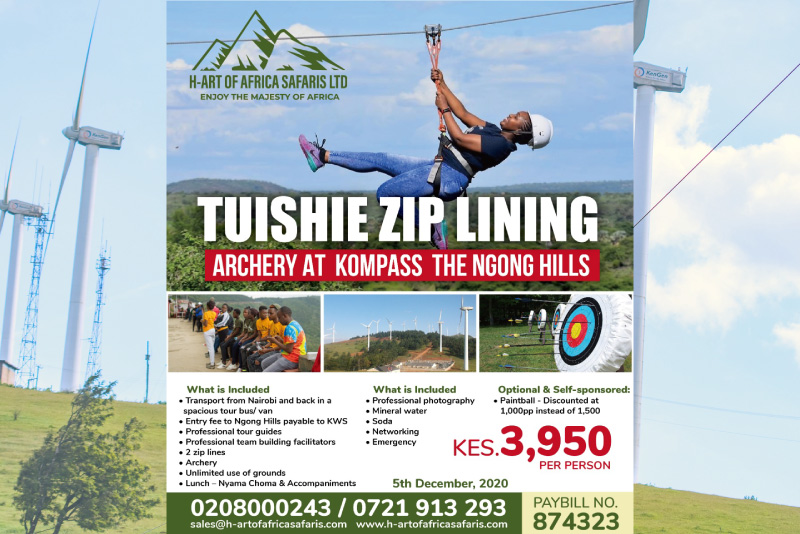 H-ART OF AFRICA SAFARIS LTD
ENJOY THE MAJESTY OF AFRICA
KenGen
TUISHIE ZIP LINING
ARCHERY AT KOMPASS THE NGONG HILLS
What is Included
• Transport from Nairobi and back in a
spacious tour bus/ van
• Entry fee to Ngong Hills payable to KWS
• Professional tour guides
• Professional team building facilitators
• 2 zip lines
• Archery
• Unlimited use of grounds
• Lunch – Nyama Choma & Accompaniments
What is Included
• Professional photography
• Mineral water
• Soda
• Networking
• Emergency
Optional & Self-sponsored:
• Paintball - Discounted at
1,000pp instead of 1,500
KES.3,950
PER PERSON
5th December, 2020
0208000243 / 0721 913 293
sales@h-artofafricasafaris.com www.h-artofafricasafaris.com
PAYBILL NO.
874323